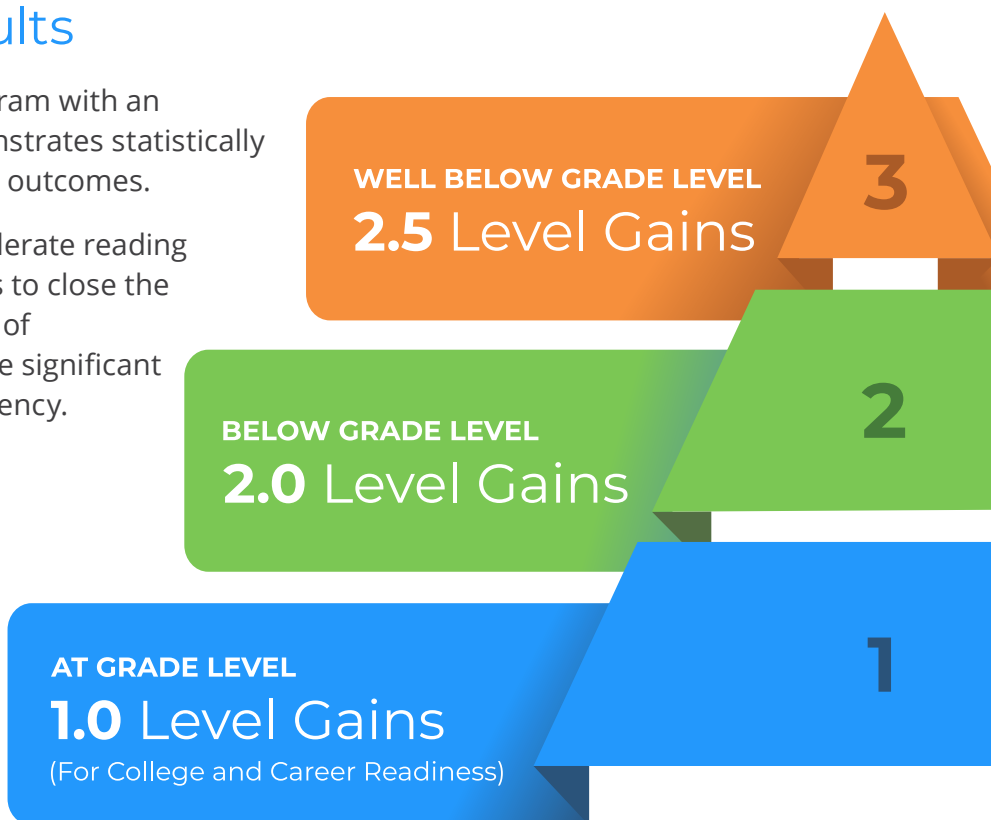 ults
ram with an
nstrates statistically
outcomes.
lerate reading
s to close the
of
e significant
ency.
WELL BELOW GRADE LEVEL
2.5 Level Gains
3
BELOW GRADE LEVEL
2.0 Level Gains
2
AT GRADE LEVEL
1.0 Level Gains
(For College and Career Readiness)
1